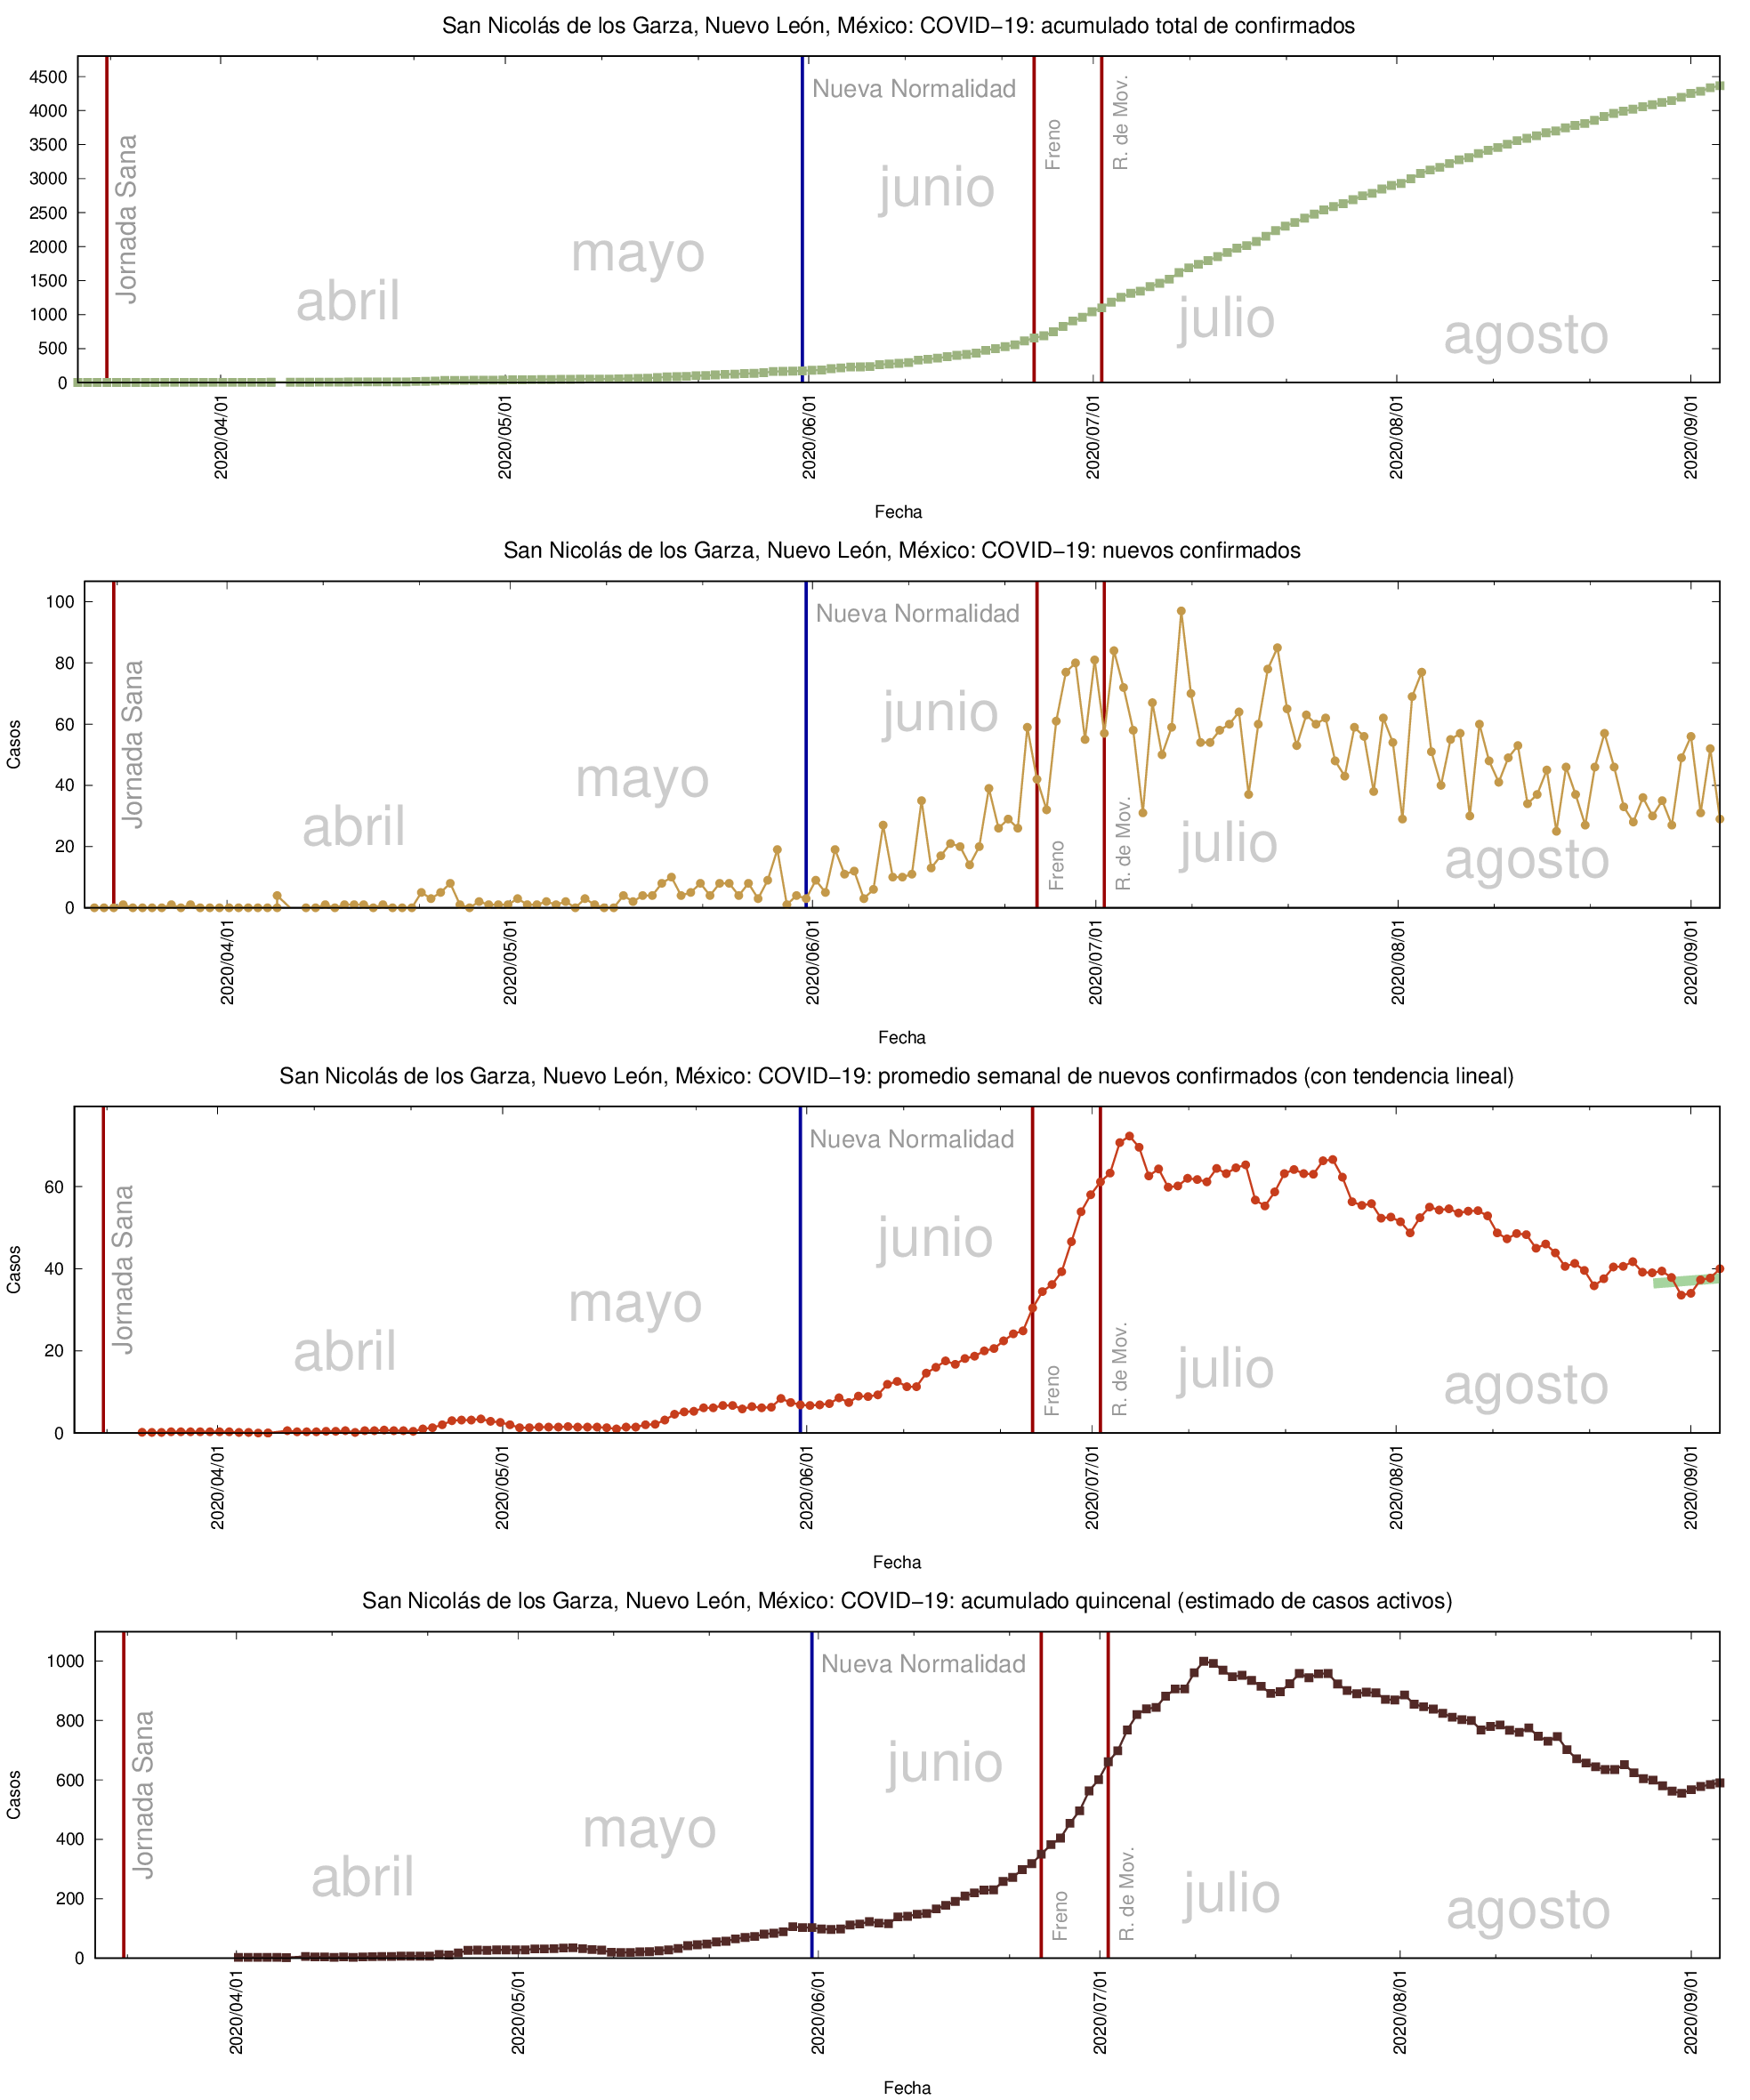 San Nicolás de los Garza, Nuevo León, México: COVID−19: acumulado total de confirmados
4500
4000
3500
3000
2500
2000
1500
1000
500
0
Jornada Sana
abril
mayo
Nueva Normalidad
junio
Freno
R. de Mov.
julio
agosto
2020/04/01
2020/05/01
2020/06/01
2020/07/01
2020/08/01
2020/09/01
Fecha
San Nicolás de los Garza, Nuevo León, México: COVID−19: nuevos confirmados
Casos
100
80
60
40
20
0
Jornada Sana
abril
mayo
Nueva Normalidad
junio
Freno
R. de Mov.
julio
agosto
2020/04/01
2020/05/01
2020/06/01
2020/07/01
2020/08/01
2020/09/01
Fecha
San Nicolás de los Garza, Nuevo León, México: COVID−19: promedio semanal de nuevos confirmados (con tendencia lineal)
Casos
60
40
20
0
Jornada Sana
abril
mayo
Nueva Normalidad
junio
Freno
R. de Mov.
julio
agosto
2020/04/01
2020/05/01
2020/06/01
2020/07/01
2020/08/01
2020/09/01
Fecha
San Nicolás de los Garza, Nuevo León, México: COVID−19: acumulado quincenal (estimado de casos activos)
Casos
1000
800
600
400
200
0
Jornada Sana
abril
mayo
Nueva Normalidad
junio
Freno
R. de Mov.
julio
agosto
2020/04/01
2020/05/01
2020/06/01
2020/07/01
2020/08/01
2020/09/01
Fecha